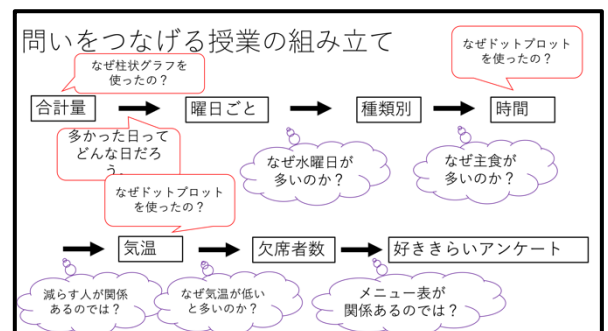 問いをつなげる授業の組み立て
なぜ柱状グラフを
使ったの？
なぜドットプロット
を使ったの？
合計量
曜日ごと
種類別
時間
多かった日って
どんな日だろ
う。
なぜ水曜日が
多いのか？
なぜ主食が
多いのか？
なぜドットプロット
を使ったの？
気温
欠席者数
好ききらいアンケート
減らす人が関係
あるのでは？
なぜ気温が低い
と多いのか？
メニュー表が
関係あるのでは？